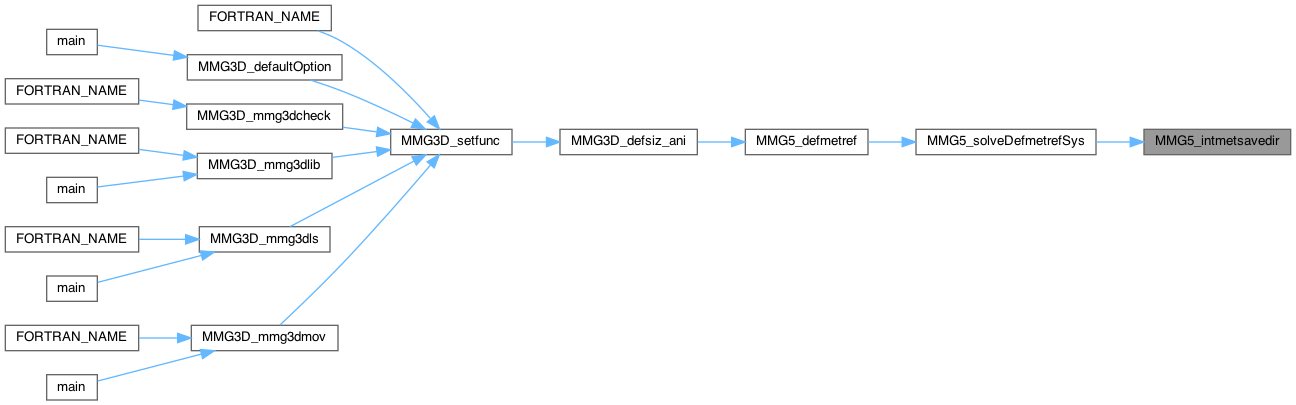 FORTRAN_NAME
main
MMG3D_defaultOption
FORTRAN_NAME
MMG3D_mmg3dcheck
FORTRAN_NAME
MMG3D_setfunc
MMG3D_defsiz_ani
MMG5_defmetref
MMG5_solveDefmetrefSys
MMG5_intmetsavedir
MMG3D_mmg3dlib
main
FORTRAN_NAME
MMG3D_mmg3dls
main
FORTRAN_NAME
MMG3D_mmg3dmov
main